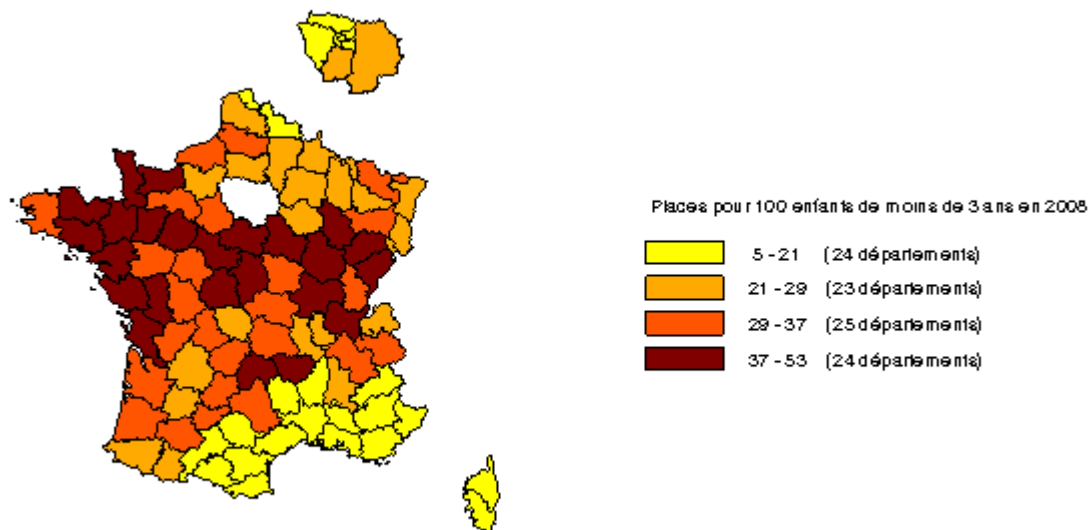 Places pour 100 enfants de moins de 3 ans en 2008
5 - 21 (24 départements)
21 - 29 (23 départements)
29 - 37 (25 départements)
37 - 53 (24 départements)